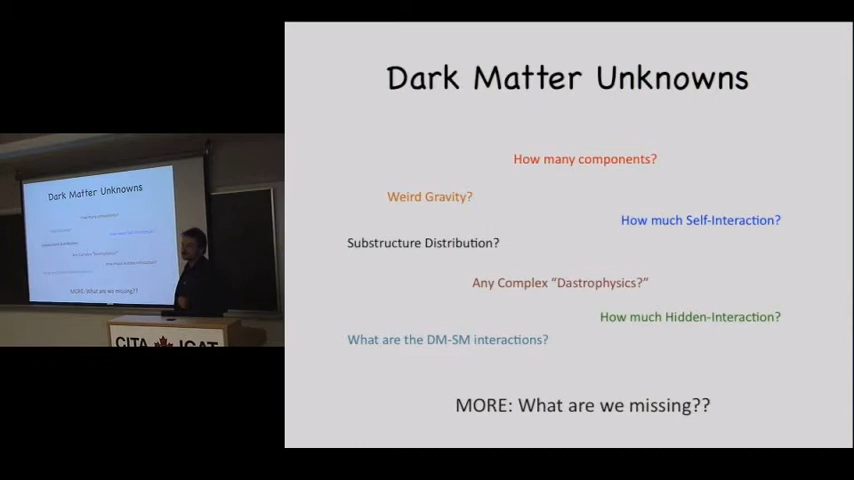 Dark Matter Unknowns
How many components?
Weird Gravity?
How much Self-Interaction?
Substructure Distribution?
Any Complex “Dastrophysics?”
How much Hidden-Interaction?
What are the DM-SM interactions?
MORE: What are we missing??
Dark Matter Unknowns
MORE: What are we missing??
CITA ICAT